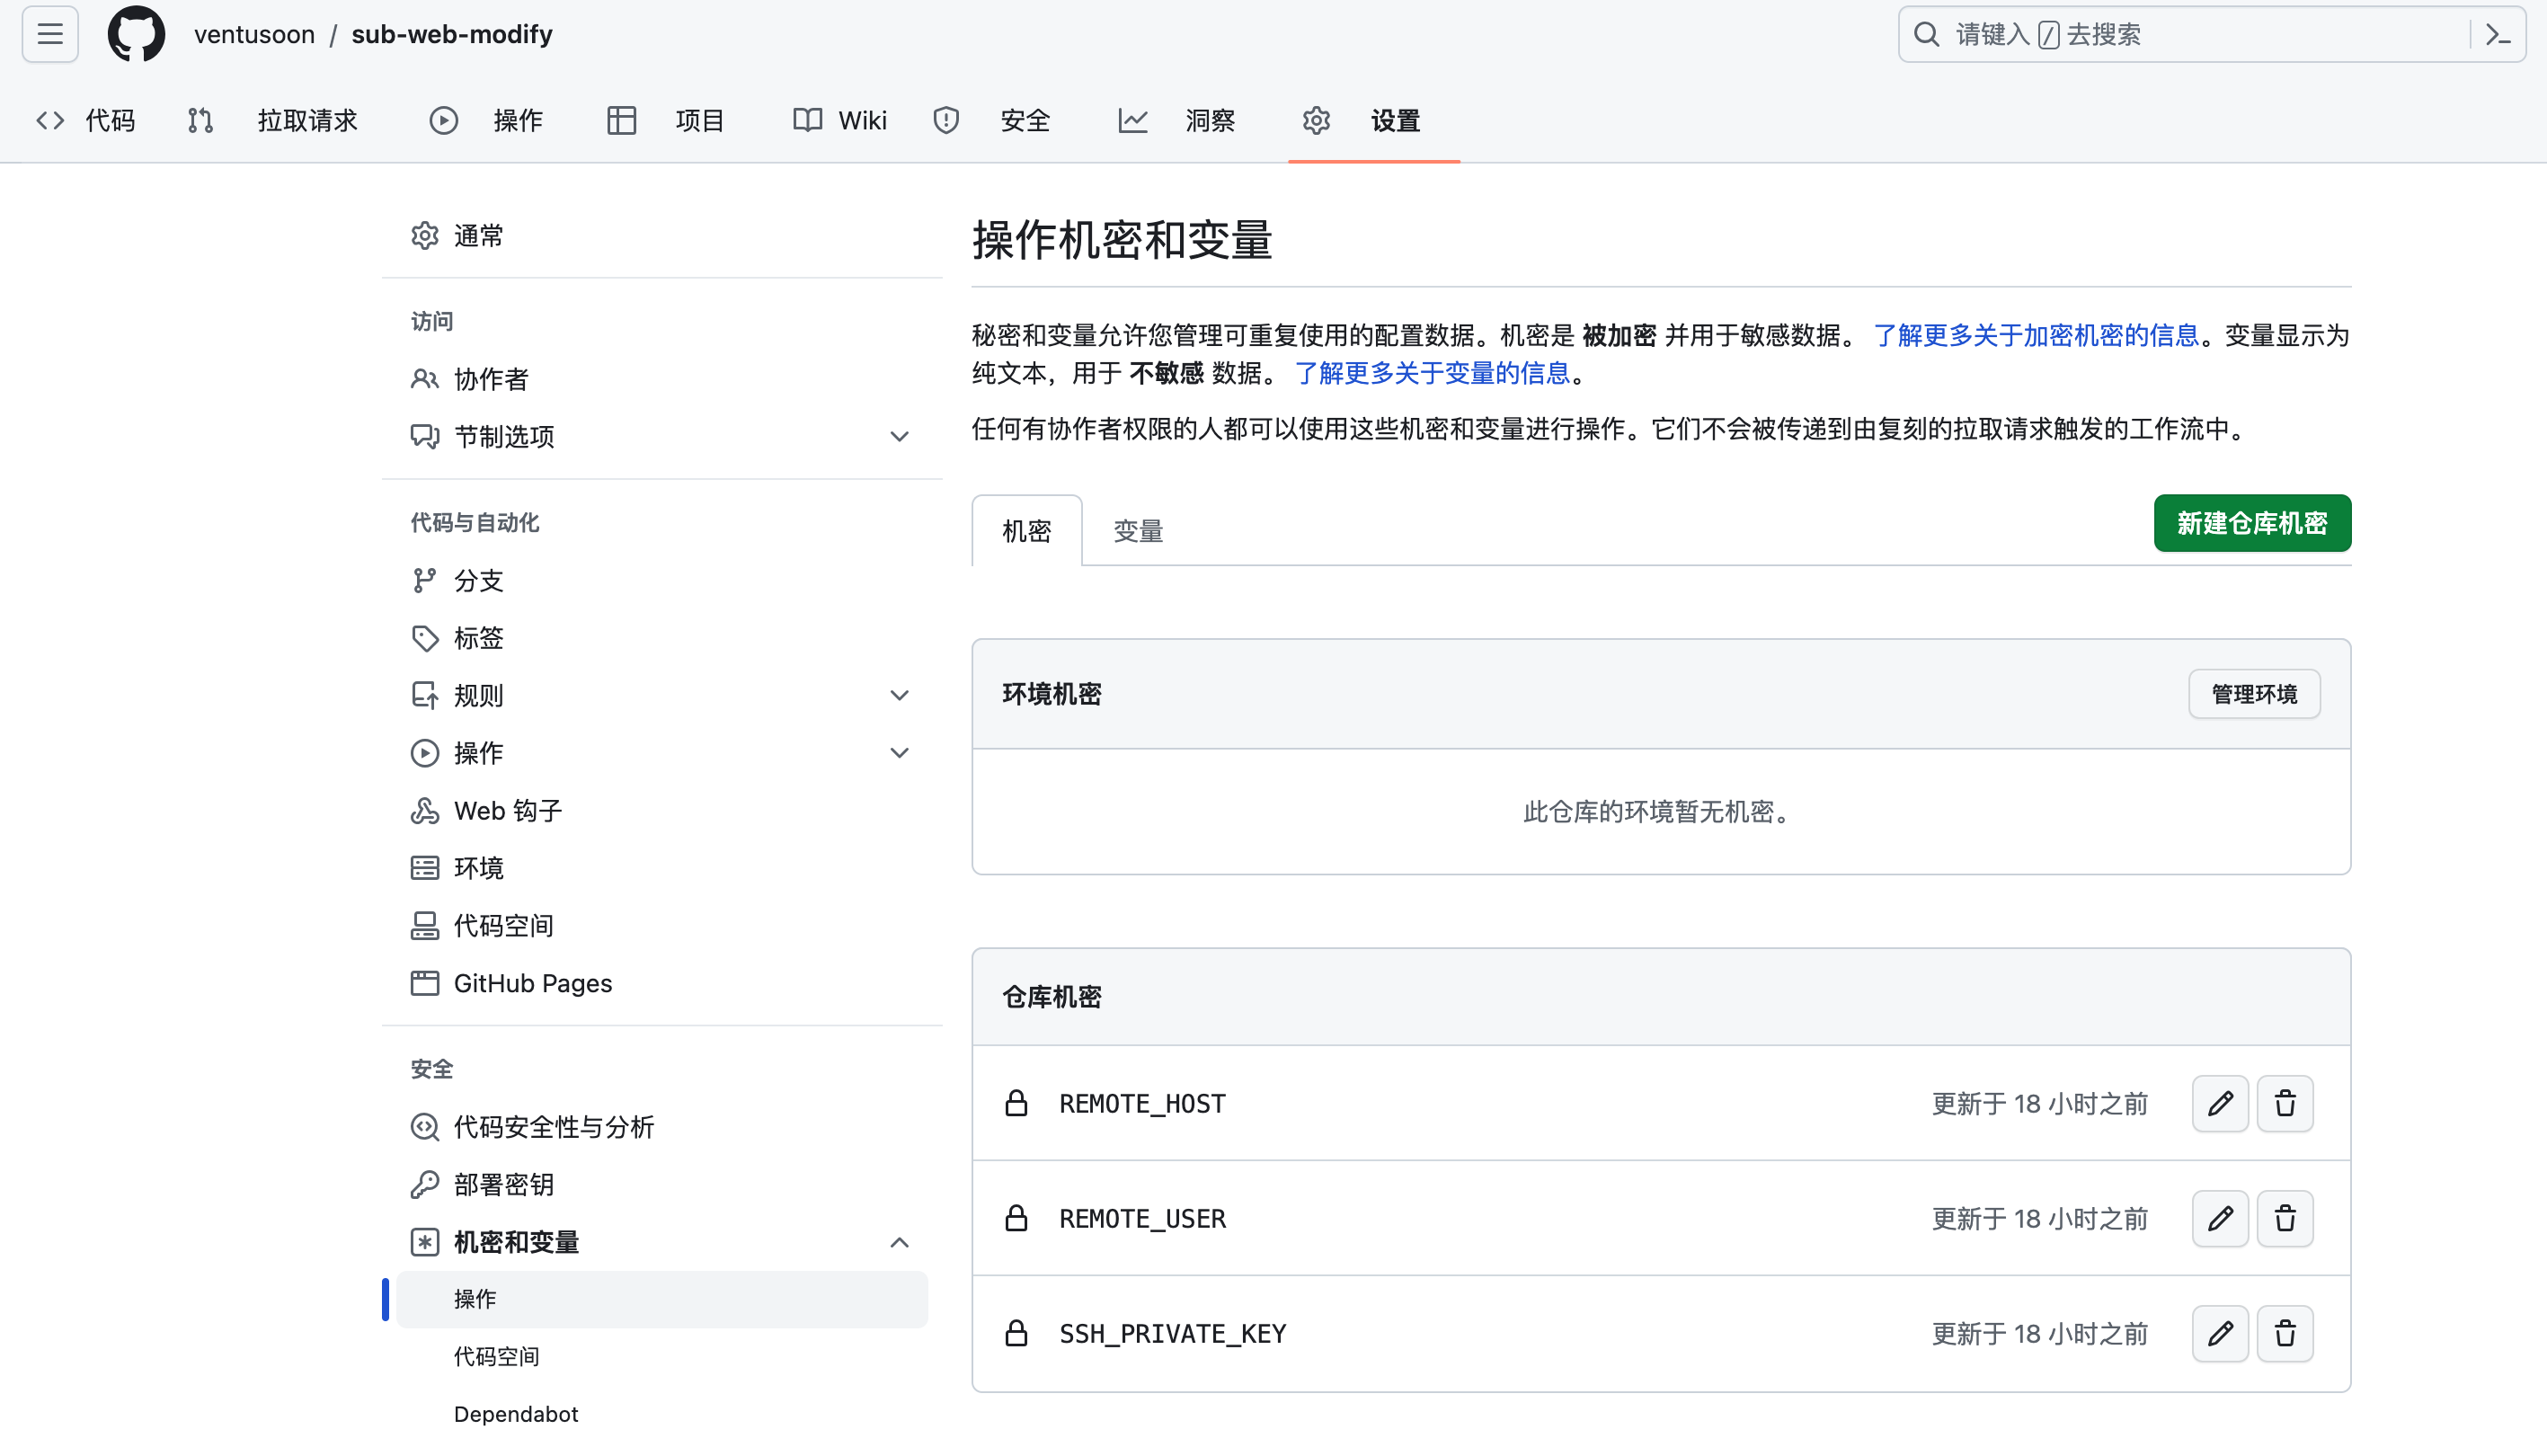 ventusoon / sub-web-modify
请键入 / 去搜索
代码 拉取请求 操作 项目 Wiki 安全 洞察 设置
通常
访问
协作者
节制选项
代码与自动化
分支
标签
规则
操作
Web 钩子
环境
代码空间
GitHub Pages
安全
代码安全性与分析
部署密钥
机密和变量
操作
代码空间
Dependabot
操作机密和变量
秘密和变量允许您管理可重复使用的配置数据。机密是 被加密 并用于敏感数据。 了解更多关于加密机密的信息。变量显示为
纯文本，用于 不敏感 数据。 了解更多关于变量的信息。
任何有协作者权限的人都可以使用这些机密和变量进行操作。它们不会被传递到由复刻的拉取请求触发的工作流中。
机密 变量
新建仓库机密
环境机密
管理环境
此仓库的环境暂无机密。
仓库机密
REMOTE_HOST 更新于 18 小时之前
REMOTE_USER 更新于 18 小时之前
SSH_PRIVATE_KEY 更新于 18 小时之前